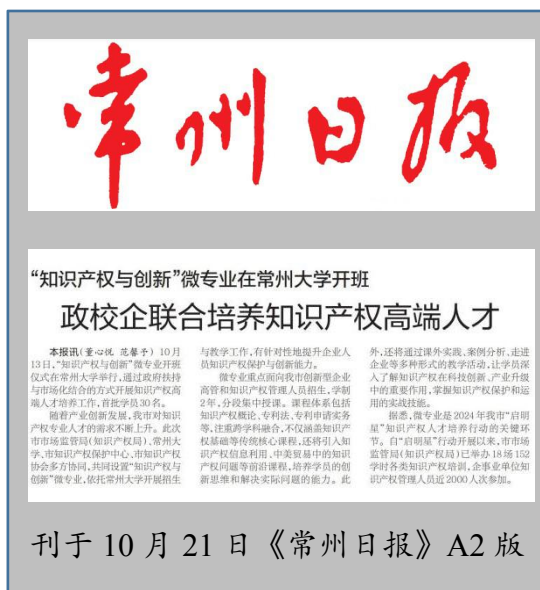 常州日报
“知识产权与创新”微专业在常州大学开班
政校企联合培养知识产权高端人才
本报讯(董心悦 范馨予) 10月
13日,“知识产权与创新”微专业开班
仪式在常州大学举行,通过政府扶持
与市场化结合的方式开展知识产权高
端人才培养工作,首批学员30名。
随着产业创新发展,我市对知识
产权专业人才的需求不断上升。此次
市市场监管局(知识产权局)、常州大
学、市知识产权保护中心、市知识产权
协会多方协同,共同设置“知识产权与
创新”微专业,依托常州大学开展招生
与教学工作,有针对性地提升企业人
员知识产权保护与创新能力。
微专业重点面向我市创新型企业
高管和知识产权管理人员招生,学制
2年,分段集中授课。课程体系包括
知识产权概论、专利法、专利申请实务
等,注重跨学科融合,不仅涵盖知识产
权基础等传统核心课程,还将引入知
识产权信息利用、中美贸易中的知识
产权问题等前沿课程,培养学员的创
新思维和解决实际问题的能力。此
外,还将通过课外实践、案例分析、走进
企业等多种形式的教学活动,让学员深
入了解知识产权在科技创新、产业升级
中的重要作用,掌握知识产权保护和运
用的实战技能。
据悉,微专业是2024年我市“启明
星”知识产权人才培养行动的关键环
节。自“启明星”行动开展以来,市市场
监管局(知识产权局)已举办18场152
学时各类知识产权培训,企事业单位知
识产权管理人员近2000人次参加。
刊于 10 月 21 日《常州日报》A2 版